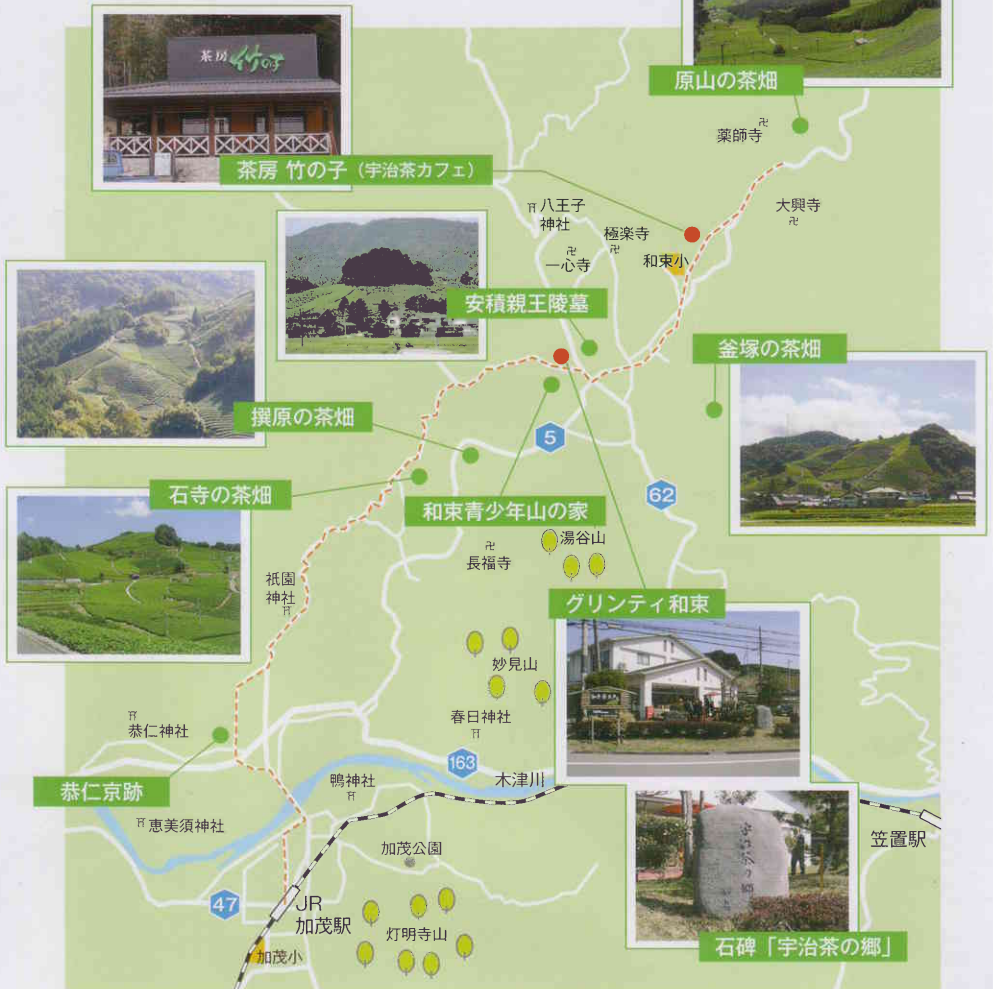 茶房 竹の子
原山の茶畑
薬師寺
茶房 竹の子（宇治茶カフェ）
大興寺
八王子
神社
極楽寺
一心寺
和束小
安積親王陵墓
釜塚の茶畑
撰原の茶畑
5
石寺の茶畑
62
和束青少年山の家
湯谷山
長福寺
祇園
神社
グリンティ和束
妙見山
春日神社
恭仁神社
163
木津川
鴨神社
恭仁京跡
恵美須神社
加茂公園
笠置駅
47
JR
加茂駅
灯明寺山
石碑「宇治茶の郷」
加茂小